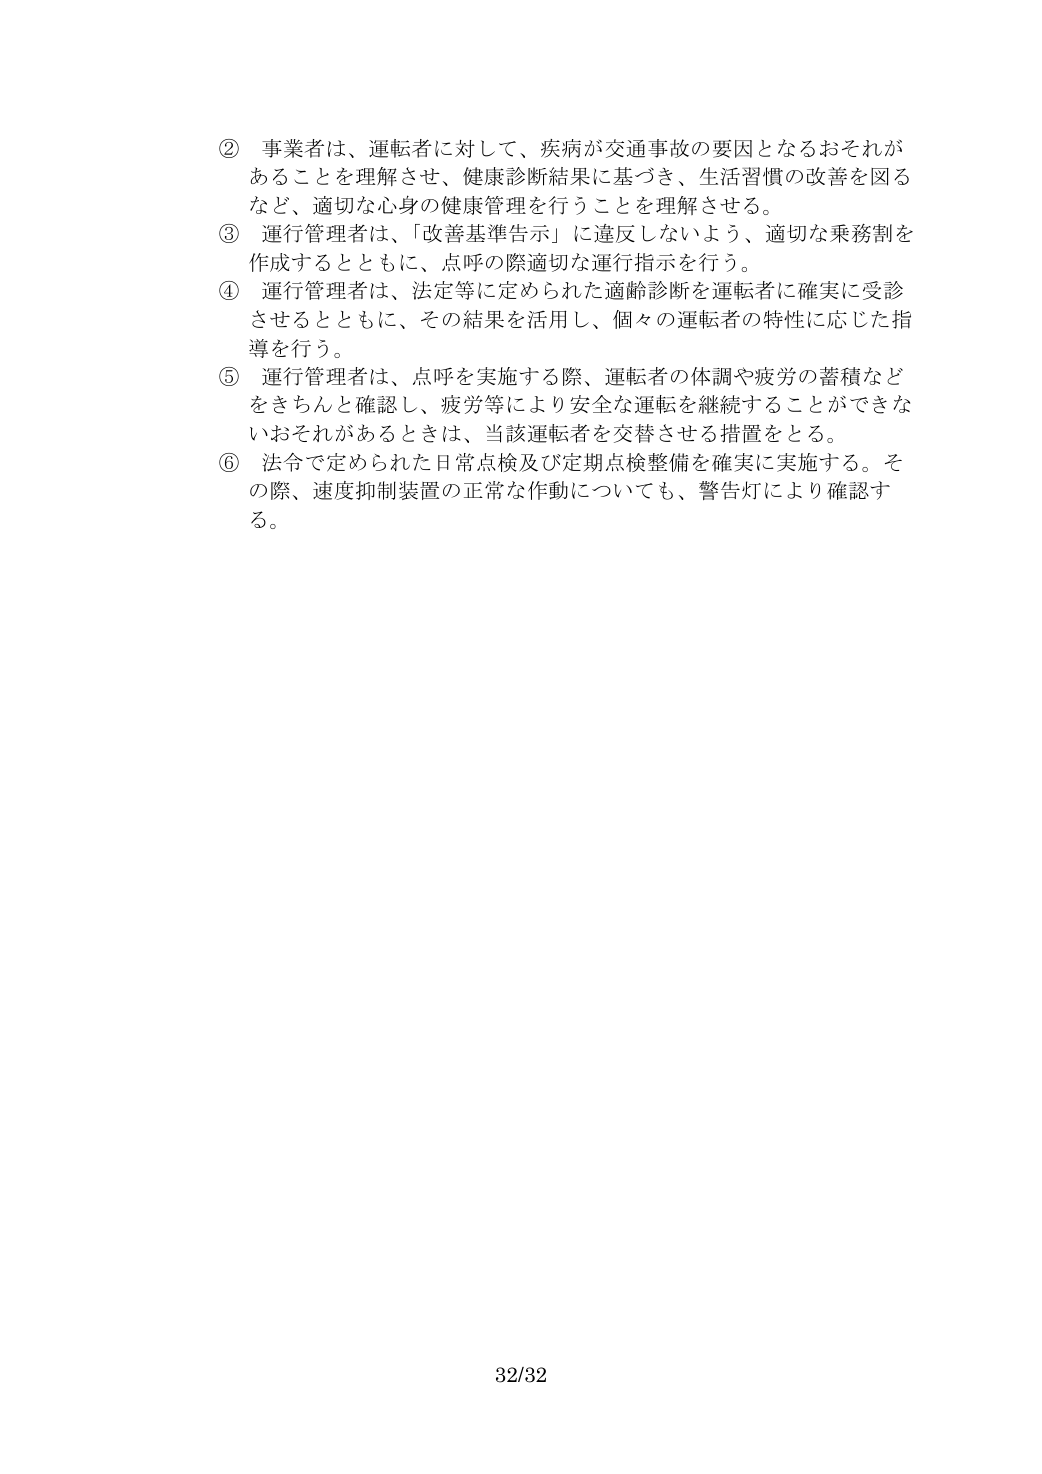 ② 事業者は、運転者に対して、疾病が交通事故の要因となるおそれが
あることを理解させ、健康診断結果に基づき、生活習慣の改善を図る
など、適切な心身の健康管理を行うことを理解させる。
③ 運行管理者は、「改善基準告示」に違反しないよう、適切な乗務割を
作成するとともに、点呼の際適切な運行指示を行う。
④ 運行管理者は、法定等に定められた適齢診断を運転者に確実に受診
させるとともに、その結果を活用し、個々の運転者の特性に応じた指
導を行う。
⑤ 運行管理者は、点呼を実施する際、運転者の体調や疲労の蓄積など
をきちんと確認し、疲労等により安全な運転を継続することができな
いおそれがあるときは、当該運転者を交替させる措置をとる。
⑥ 法令で定められた日常点検及び定期点検整備を確実に実施する。そ
の際、速度抑制装置の正常な作動についても、警告灯により確認す
る。
32/32